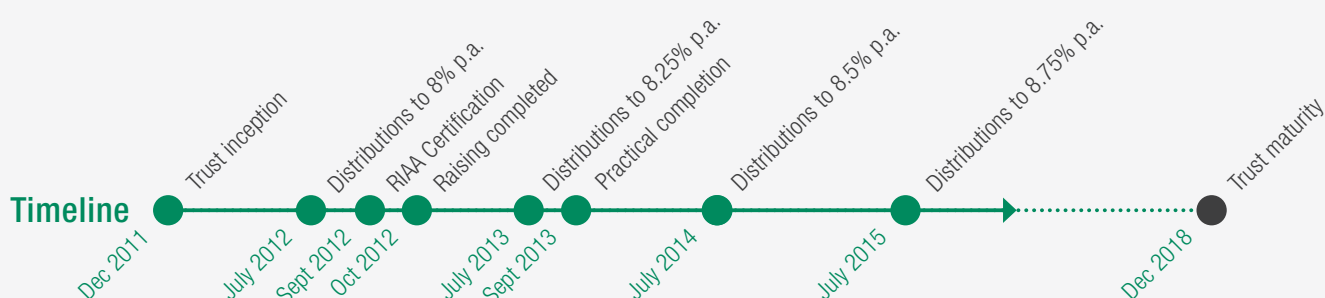 Timeline
Trust inception
Distributions to 8% p.a.
RIAA Certification
Raising completed
Distributions to 8.25% p.a.
Practical completion
Distributions to 8.5% p.a.
Distributions to 8.75% p.a.
Trust maturity
Dec 2011
July 2012
Sept 2012
Oct 2012
July 2013
Sept 2013
July 2014
July 2015
Dec 2018